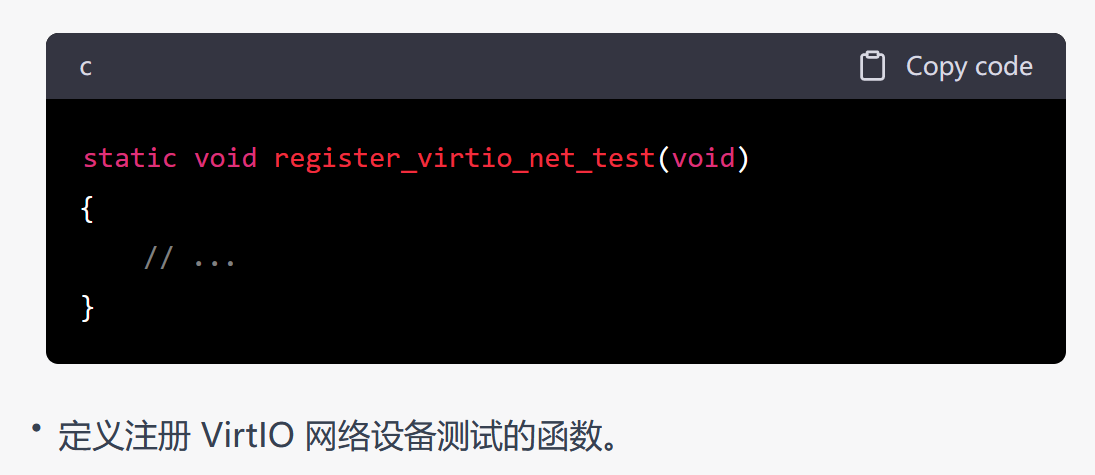 c Copy code
static void register_virtio_net_test(void)
{
    // ...
}
• 定义注册 VirtIO 网络设备测试的函数。